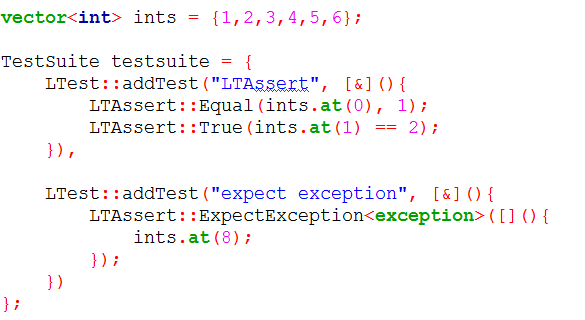 vector<int> ints = {1,2,3,4,5,6};
TestSuite testsuite = {
LTest::addTest("LTAssert", [&](){
LTAssert::Equal(ints.at(0), 1);
LTAssert::True(ints.at(1) == 2);
}),
LTest::addTest("expect exception", [&](){
LTAssert::ExpectException<exception>([](){
ints.at(8);
});
})
};